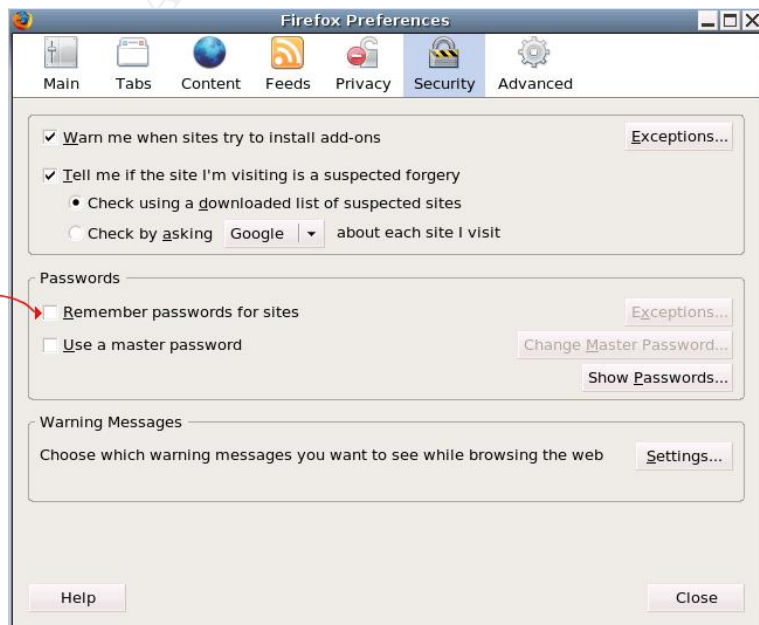 Firefox Preferences
Main Tabs Content Feeds Privacy Security Advanced
Warn me when sites try to install add-ons Exceptions...
Tell me if the site I'm visiting is a suspected forgery
Check using a downloaded list of suspected sites
Check by asking Google about each site I visit
Passwords
Remember passwords for sites Exceptions...
Use a master password Change Master Password...
Show Passwords...
Warning Messages
Choose which warning messages you want to see while browsing the web Settings...
Help Close